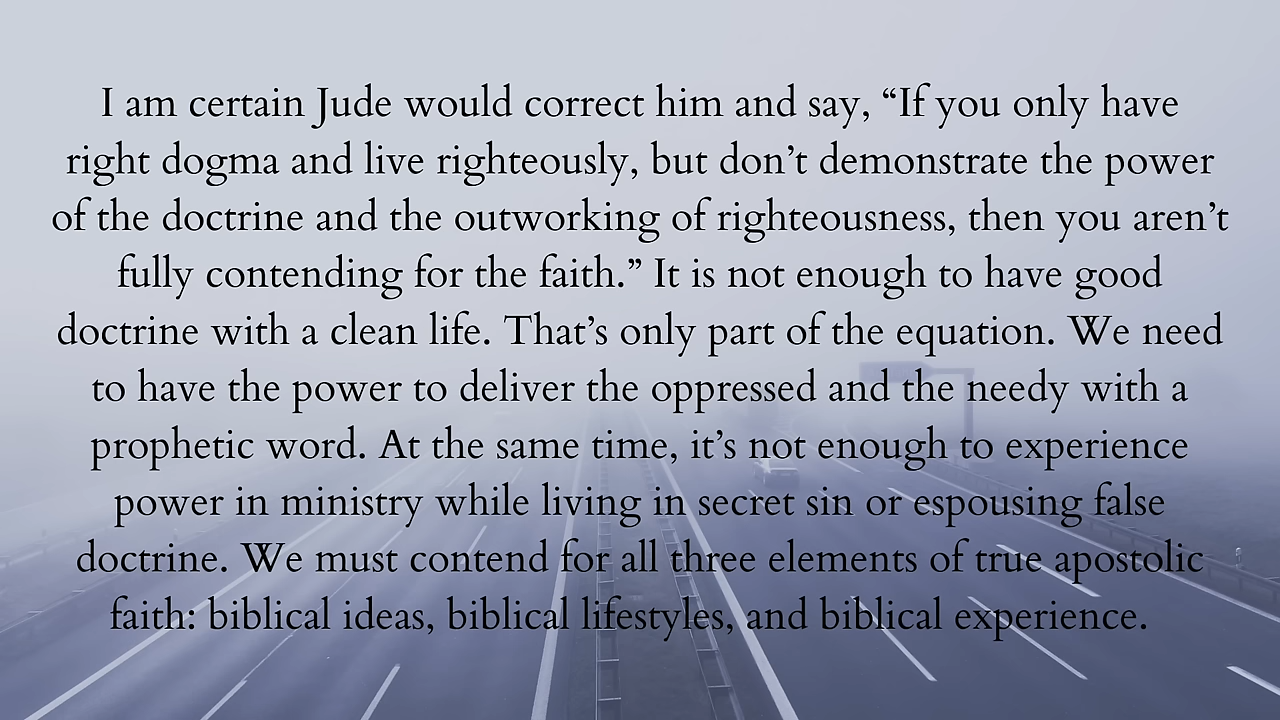 I am certain Jude would correct him and say, “If you only have
right dogma and live righteously, but don’t demonstrate the power
of the doctrine and the outworking of righteousness, then you aren’t
fully contending for the faith.” It is not enough to have good
doctrine with a clean life. That’s only part of the equation. We need
to have the power to deliver the oppressed and the needy with a
prophetic word. At the same time, it’s not enough to experience
power in ministry while living in secret sin or espousing false
doctrine. We must contend for all three elements of true apostolic
faith: biblical ideas, biblical lifestyles, and biblical experience.